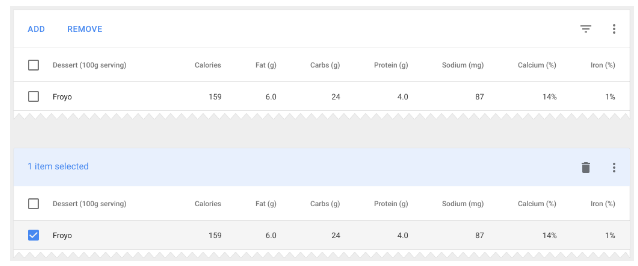 ADD REMOVE
Dessert (100g serving) Calories Fat (g) Carbs (g) Protein (g) Sodium (mg) Calcium (%) Iron (%)
Froyo 159 6.0 24 4.0 87 14% 1%
1 item selected
Dessert (100g serving) Calories Fat (g) Carbs (g) Protein (g) Sodium (mg) Calcium (%) Iron (%)
Froyo 159 6.0 24 4.0 87 14% 1%